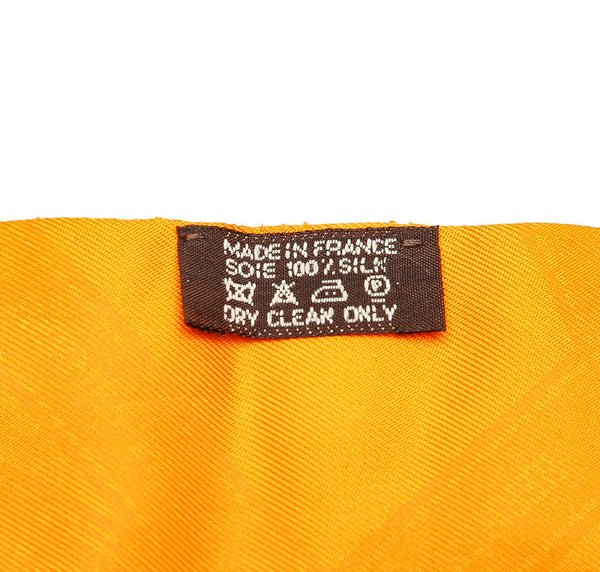 MADE IN FRANCE
SOIE 100% SILK
P
DRY CLEAN ONLY